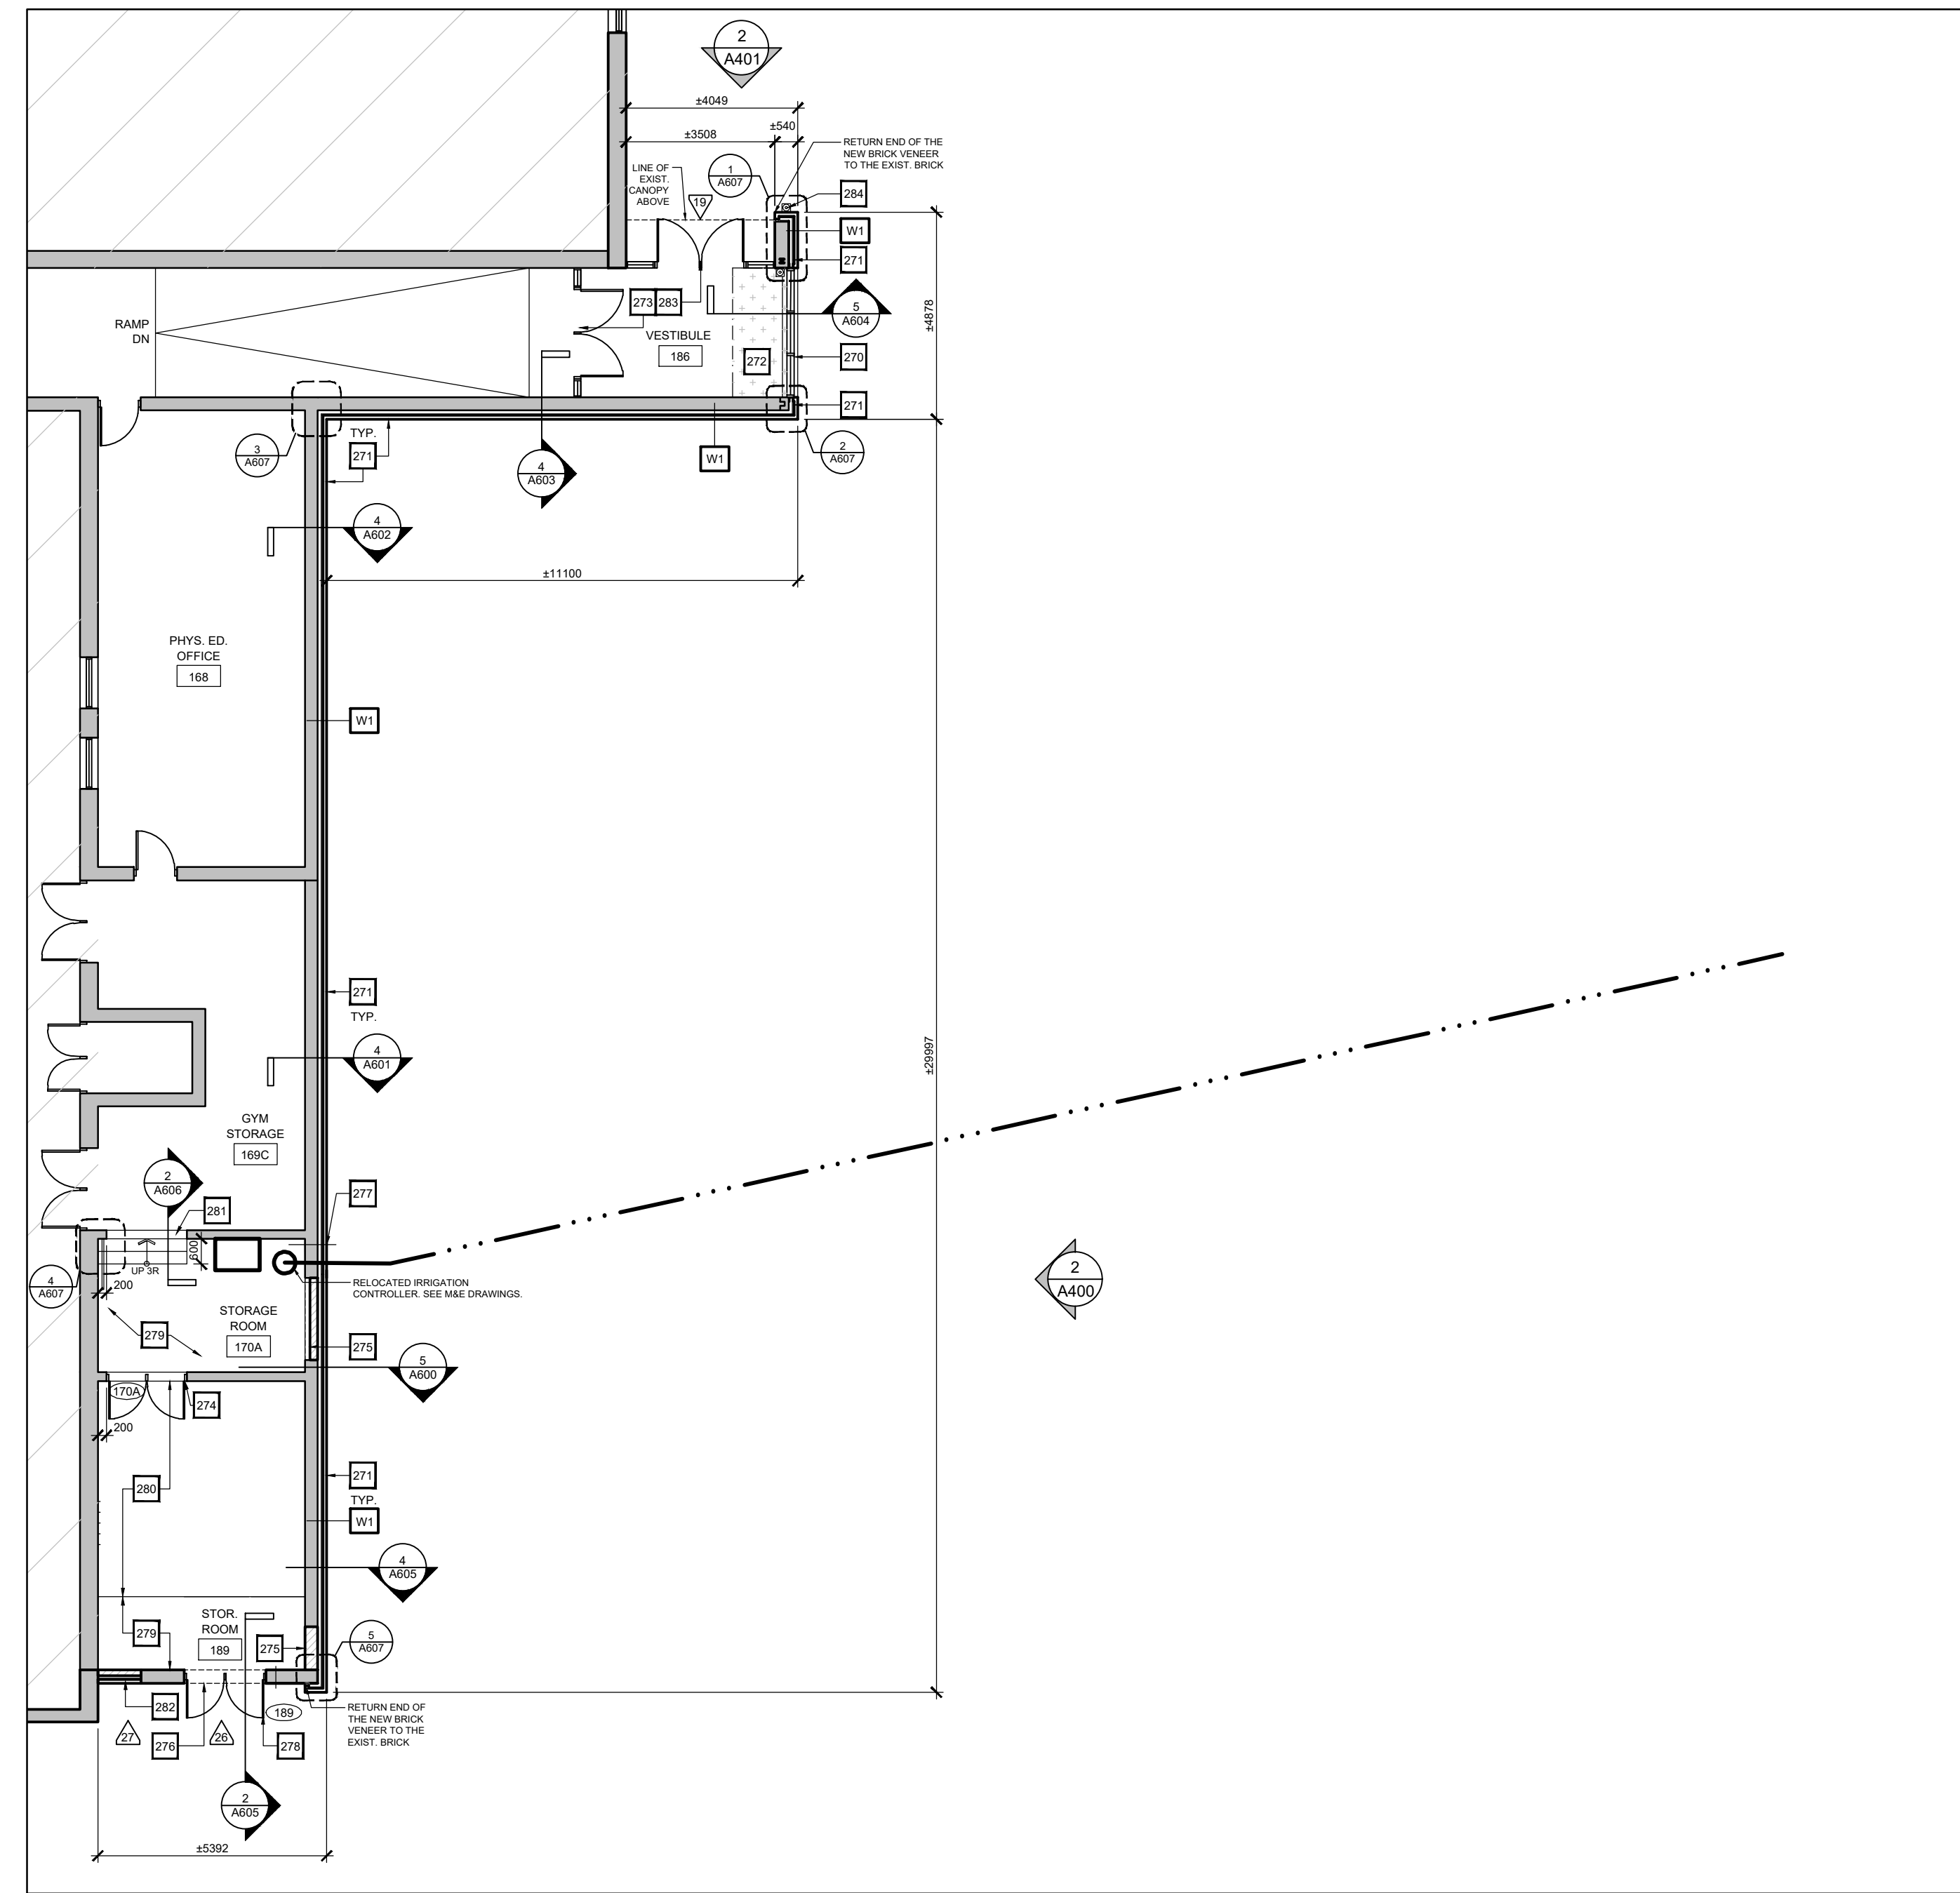 2
A401
±4049
±3508
±540
RETURN END OF THE
NEW BRICK VENEER
TO THE EXIST. BRICK
LINE OF
EXIST.
CANOPY
ABOVE
1
A607
19
284
W1
271
273
283
5
A604
±4878
RAMP
DN
VESTIBULE
186
272
270
271
3
A607
TYP.
271
4
A603
W1
2
A607
4
A602
±11100
PHYS. ED.
OFFICE
168
W1
271
TYP.
4
A601
±29997
GYM
STORAGE
169C
2
A606
281
277
600
UP 3R
4
A607
200
RELOCATED IRRIGATION
CONTROLLER. SEE M&E DRAWINGS.
2
A400
STORAGE
ROOM
170A
279
275
5
A600
170A
274
200
271
TYP.
W1
280
4
A605
STOR.
ROOM
189
279
275
5
A607
282
189
RETURN END OF
THE NEW BRICK
VENEER TO THE
EXIST. BRICK
27
276
26
278
2
A605
±5392